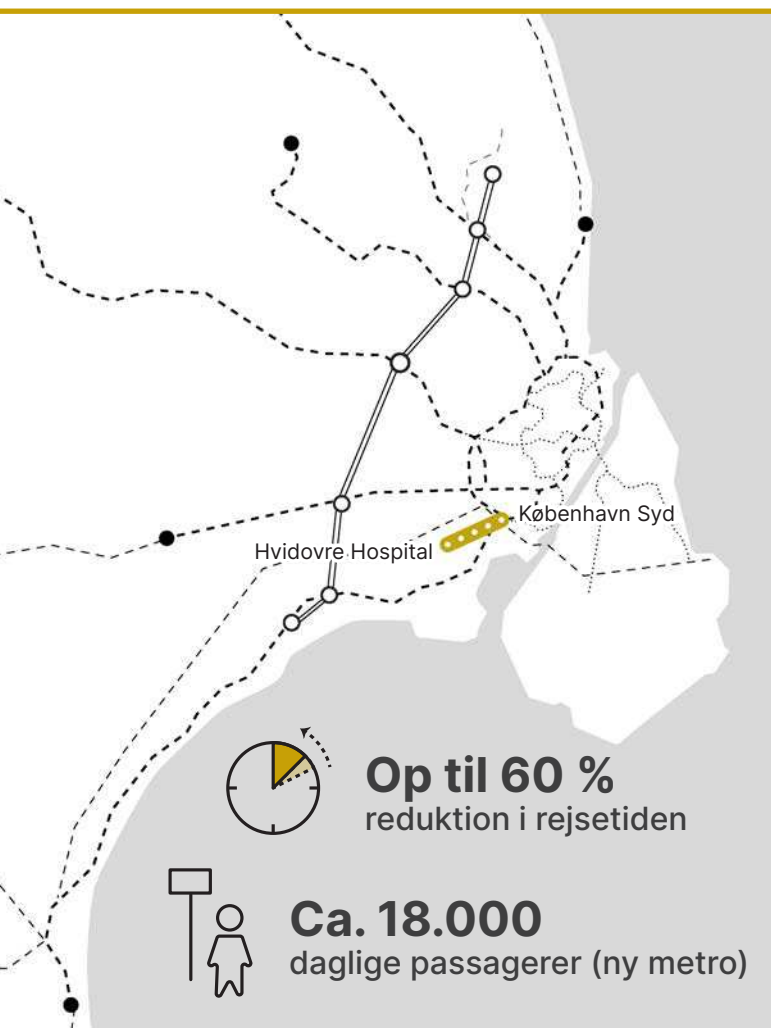 København Syd
Hvidovre Hospital
Op til 60 %
reduktion i rejsetiden
Ca. 18.000
daglige passagerer (ny metro)